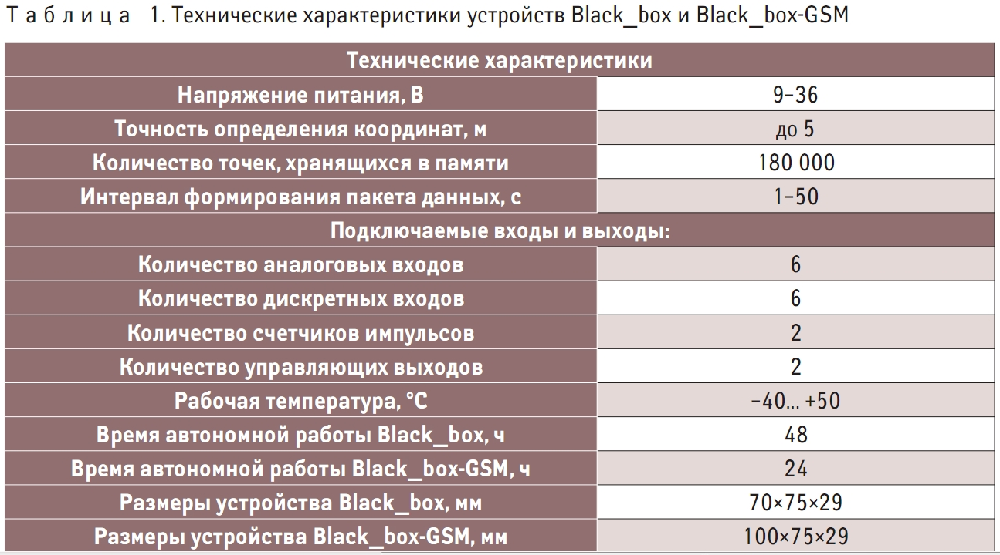 Таблица 1. Технические характеристики устройств Black_box и Black_box-GSM
Технические характеристики
Напряжение питания, В 9–36
Точность определения координат, м до 5
Количество точек, хранящихся в памяти 180 000
Интервал формирования пакета данных, с 1–50
Подключаемые входы и выходы:
Количество аналоговых входов 6
Количество дискретных входов 6
Количество счетчиков импульсов 2
Количество управляющих выходов 2
Рабочая температура, °С –40... +50
Время автономной работы Black_box, ч 48
Время автономной работы Black_box-GSM, ч 24
Размеры устройства Black_box, мм 70×75×29
Размеры устройства Black_box-GSM, мм 100×75×29